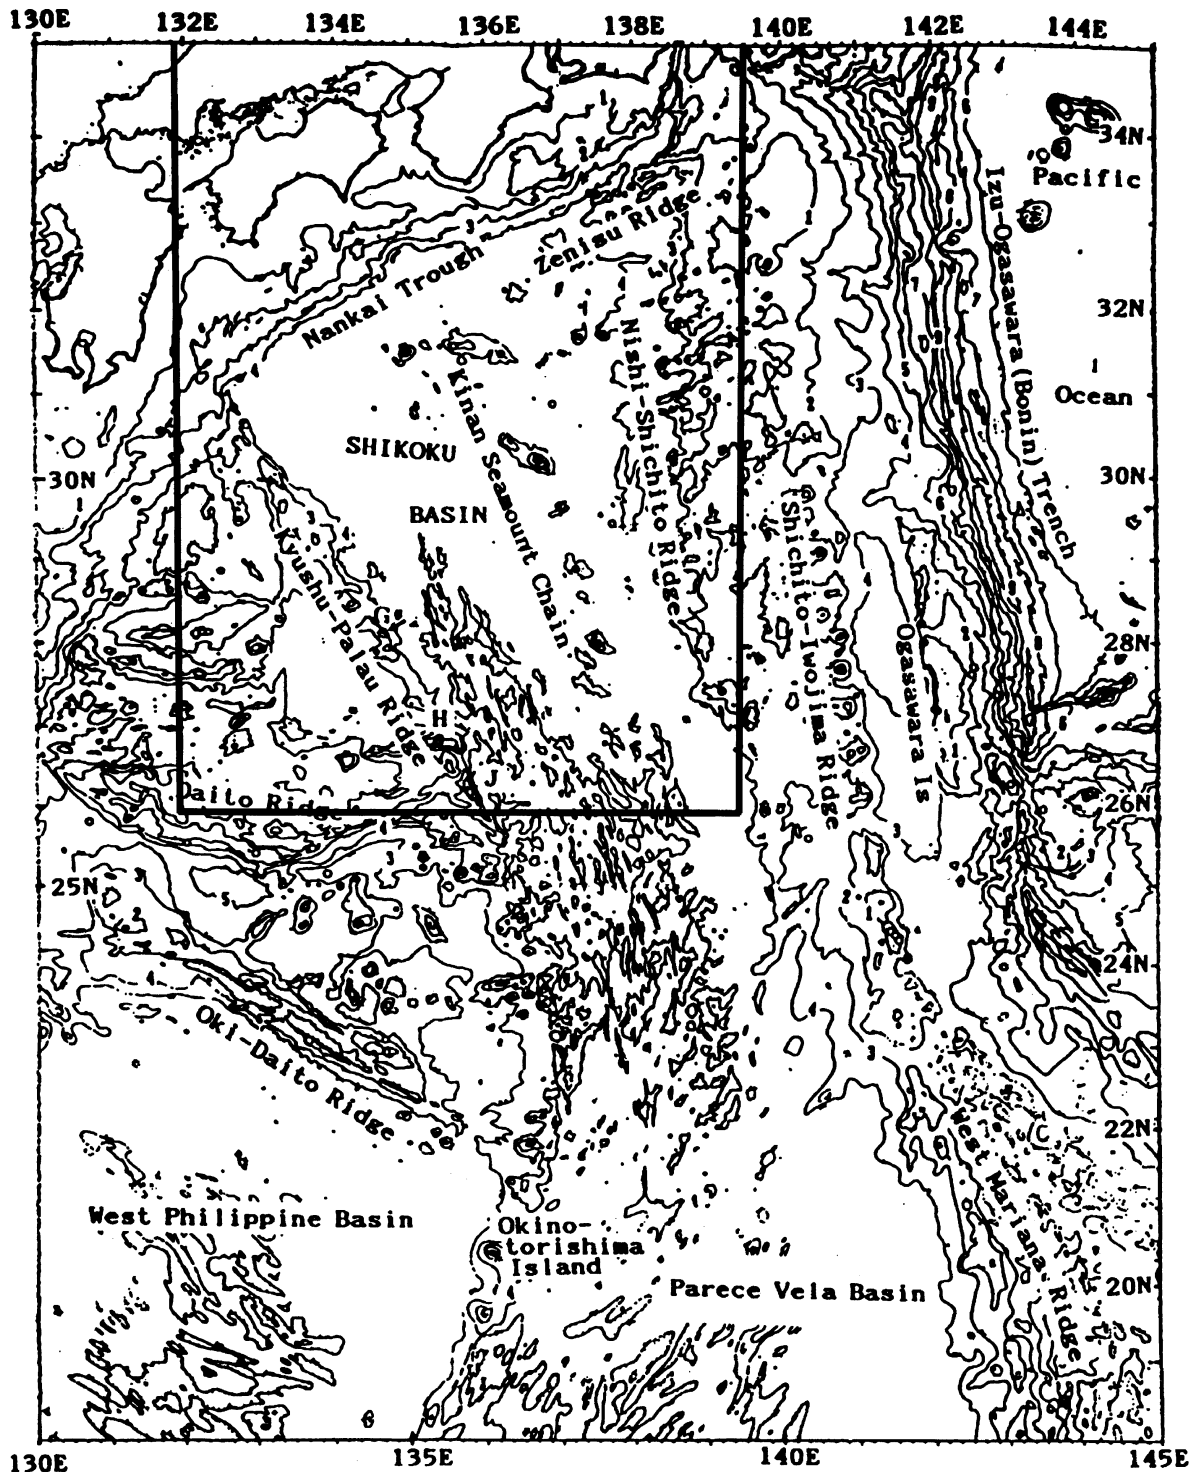 130E 132E 134E 136E 138E 140E 142E 144E
34N
Pacific
Izu-Ogasawara (Bonin) Trench
Zenisu Ridge
Nankai Trough
32N
Nishi-Shichito Ridge
Kinan Seamount Chain
Ocean
SHIKOKU
30N
30N
BASIN
Kyushu-Palau Ridge
Shichito-Iwojima Ridge
Ogasawara Is
G
28N
H
J
Daito Ridge
26N
25N
24N
Oki-Daito Ridge
22N
West Mariana Ridge
West Philippine Basin
Okino-
torishima
Island
Parece Vela Basin
20N
130E 135E 140E 145E